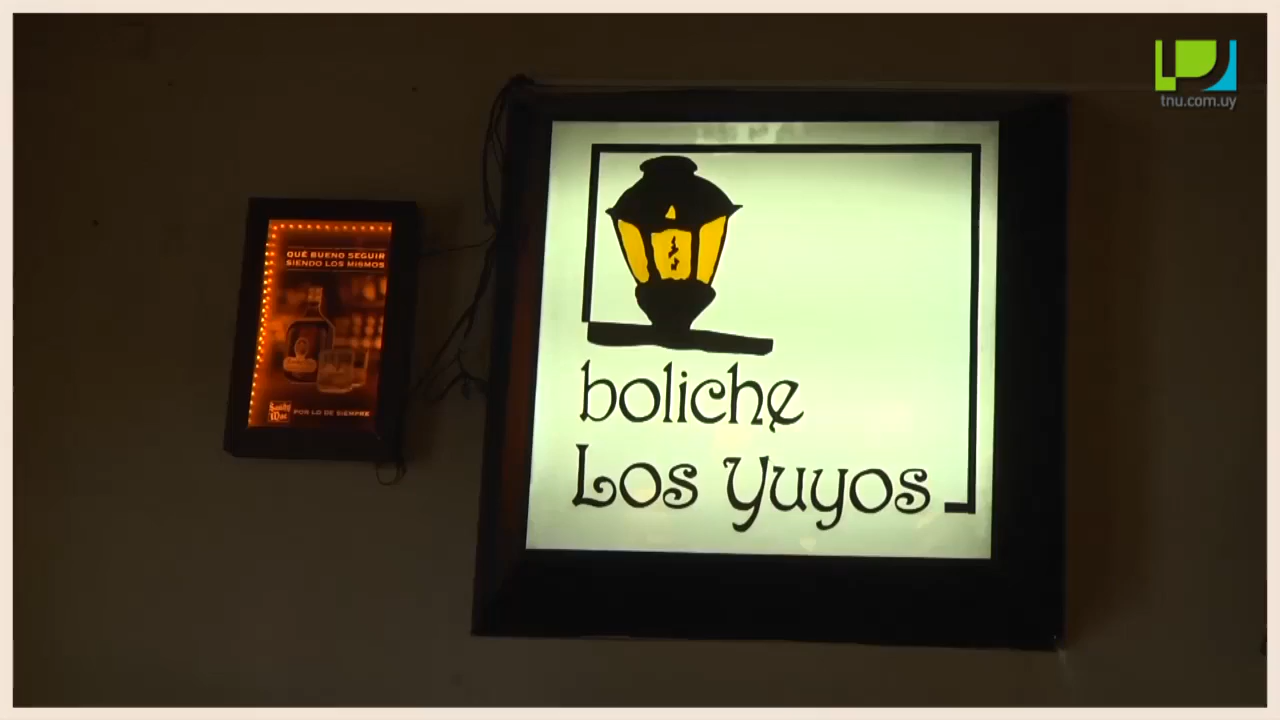 tnu.com.uy
QUÉ BUENO SEGUIR
SIENDO LOS MISMOS
POR LO DE SIEMPRE
boliche
Los Yuyos